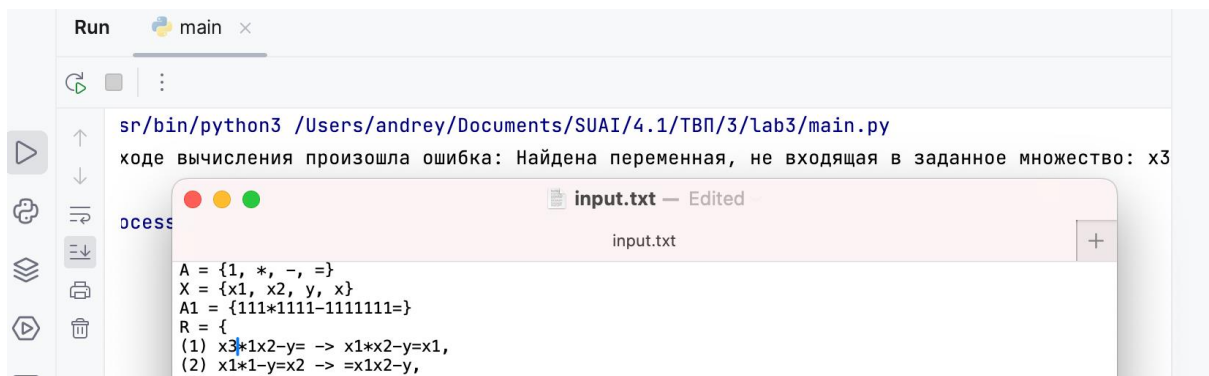 Run main
sr/bin/python3 /Users/andrey/Documents/SUAI/4.1/ТВП/3/lab3/main.py
ходе вычисления произошла ошибка: Найдена переменная, не входящая в заданное множество: x3
ocess
input.txt — Edited
input.txt
A = {1, *, -, =}
X = {x1, x2, y, x}
A1 = {111*1111-1111111=}
R = {
(1) x3*1x2-y= -> x1*x2-y=x1,
(2) x1*1-y=x2 -> =x1x2-y,